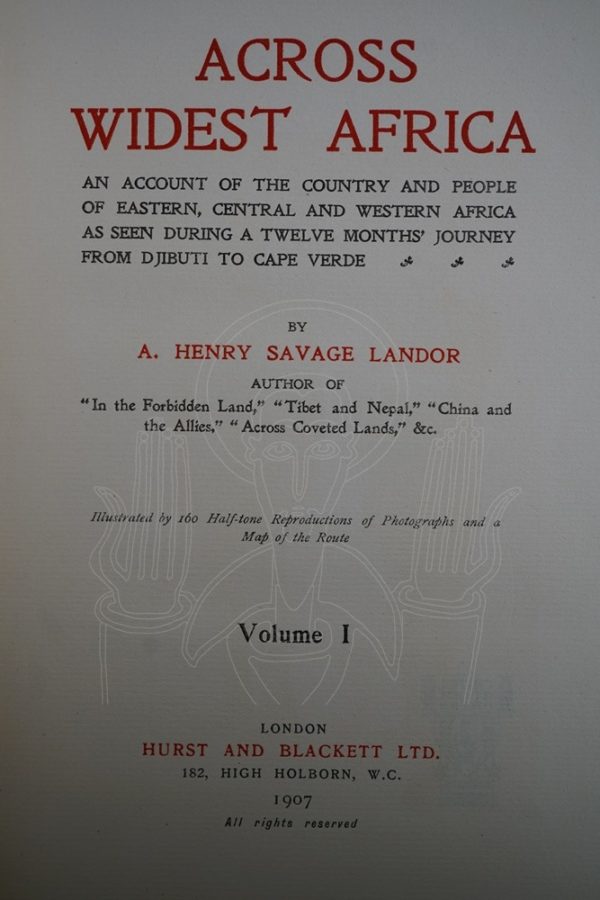 ACROSS
WIDEST AFRICA
AN ACCOUNT OF THE COUNTRY AND PEOPLE
OF EASTERN, CENTRAL AND WESTERN AFRICA
AS SEEN DURING A TWELVE MONTHS' JOURNEY
FROM DJIBUTI TO CAPE VERDE
BY
A. HENRY SAVAGE LANDOR
AUTHOR OF
"In the Forbidden Land," "Tibet and Nepal," "China and
the Allies," "Across Coveted Lands," &c.
Illustrated by 160 Half-tone Reproductions of Photographs and a
Map of the Route
Volume I
LONDON
HURST AND BLACKETT LTD.
182, HIGH HOLBORN, W.C.
1907
All rights reserved